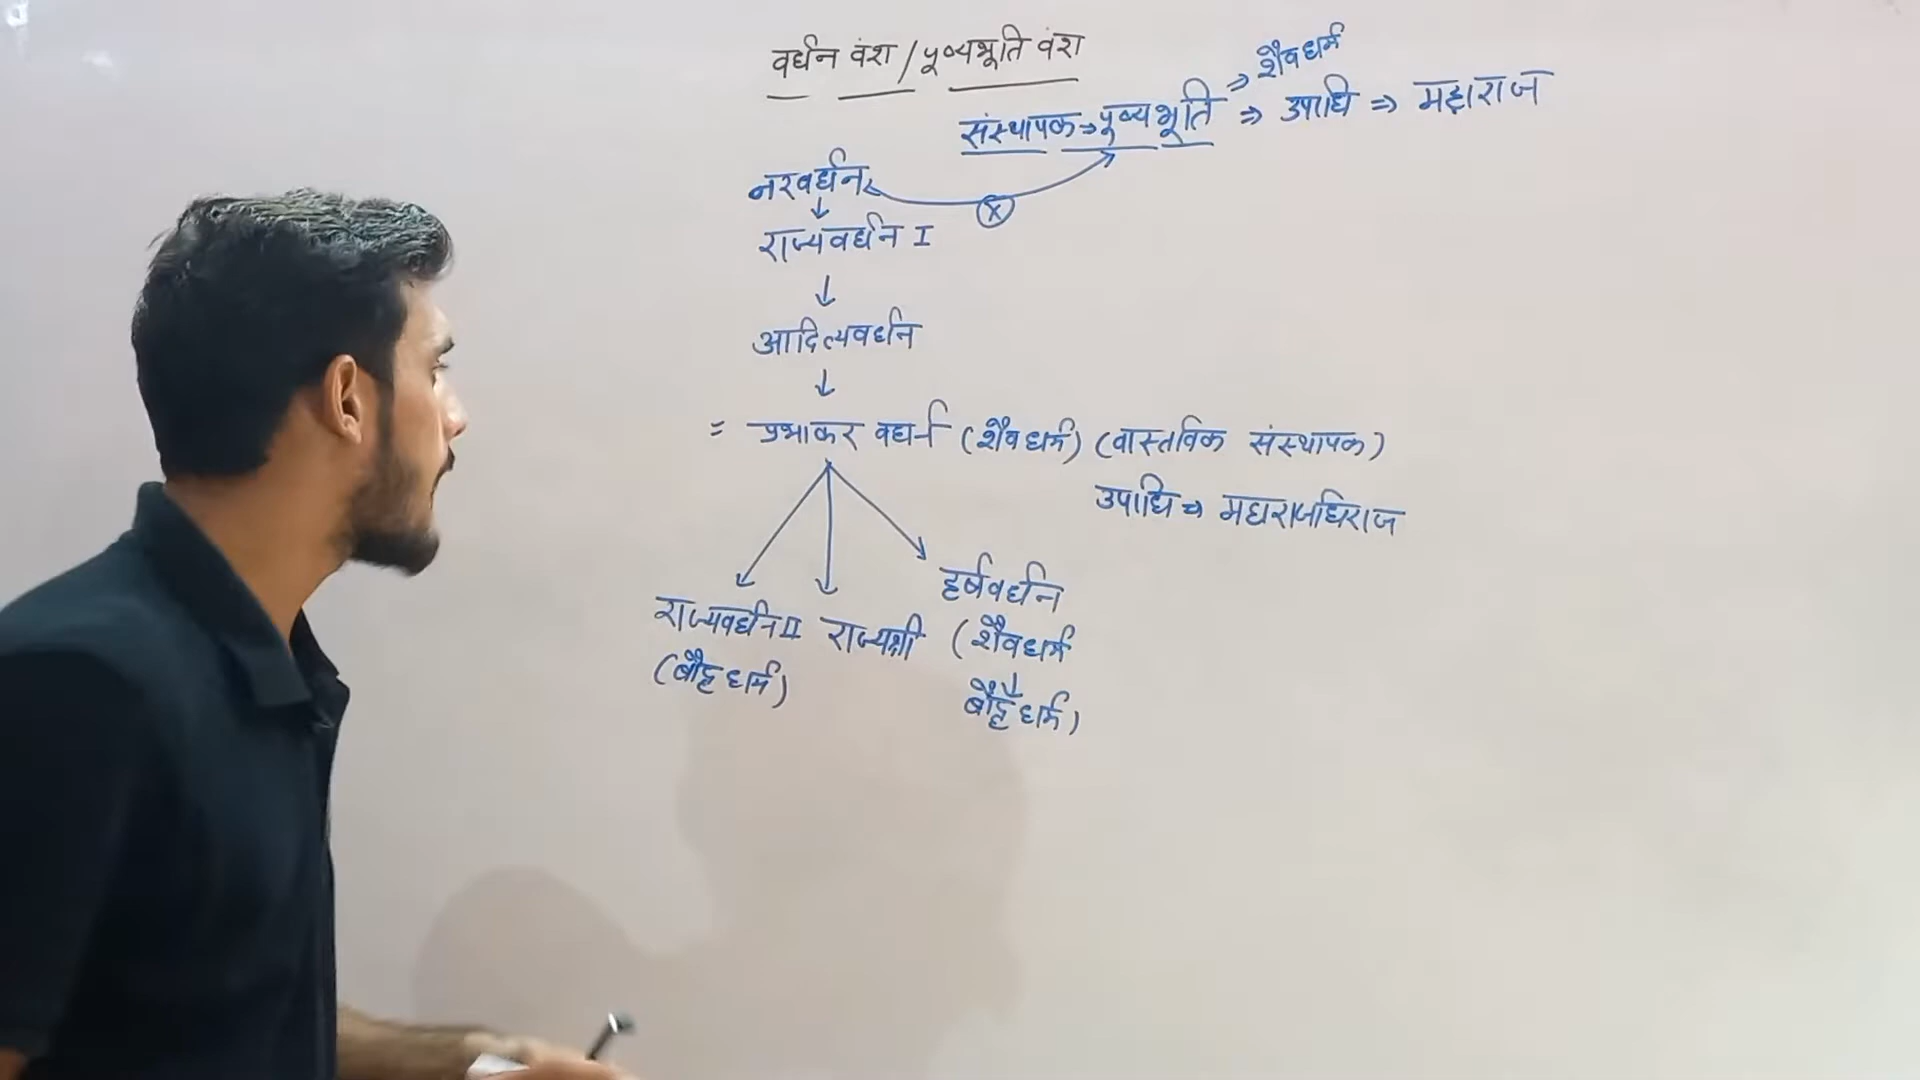 वर्धन वंश / पूष्यभूति वंश
⇒ शैवधर्म
संस्थापक → पूष्यभूति ⇒ उपाधि ⇒ महाराज
नरवर्धन
↓
राज्यवर्धन I
↓
आदित्यवर्धन
↓
= प्रभाकर वर्धन (शैवधर्म) (वास्तविक संस्थापक)
उपाधि → महाराजधिराज
हर्षवर्धन
राज्यवर्धन II राज्यश्री (शैवधर्म
(बौद्ध धर्म) ↓
बौद्ध धर्म)